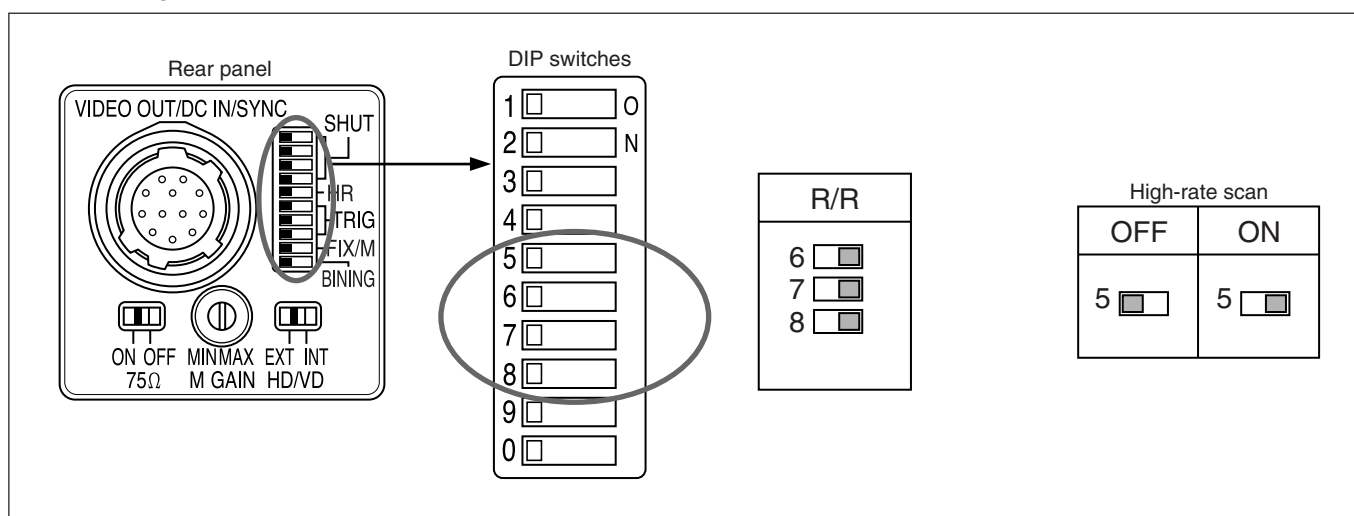 Rear panel
VIDEO OUT/DC IN/SYNC
SHUT
HR
TRIG
FIX/M
BINING
ON OFF
75Ω
MIN MAX
M GAIN
EXT INT
HD/VD
DIP switches
1 O
2 N
3
4
5
6
7
8
9
0
R/R
6
7
8
High-rate scan
OFF ON
5 5